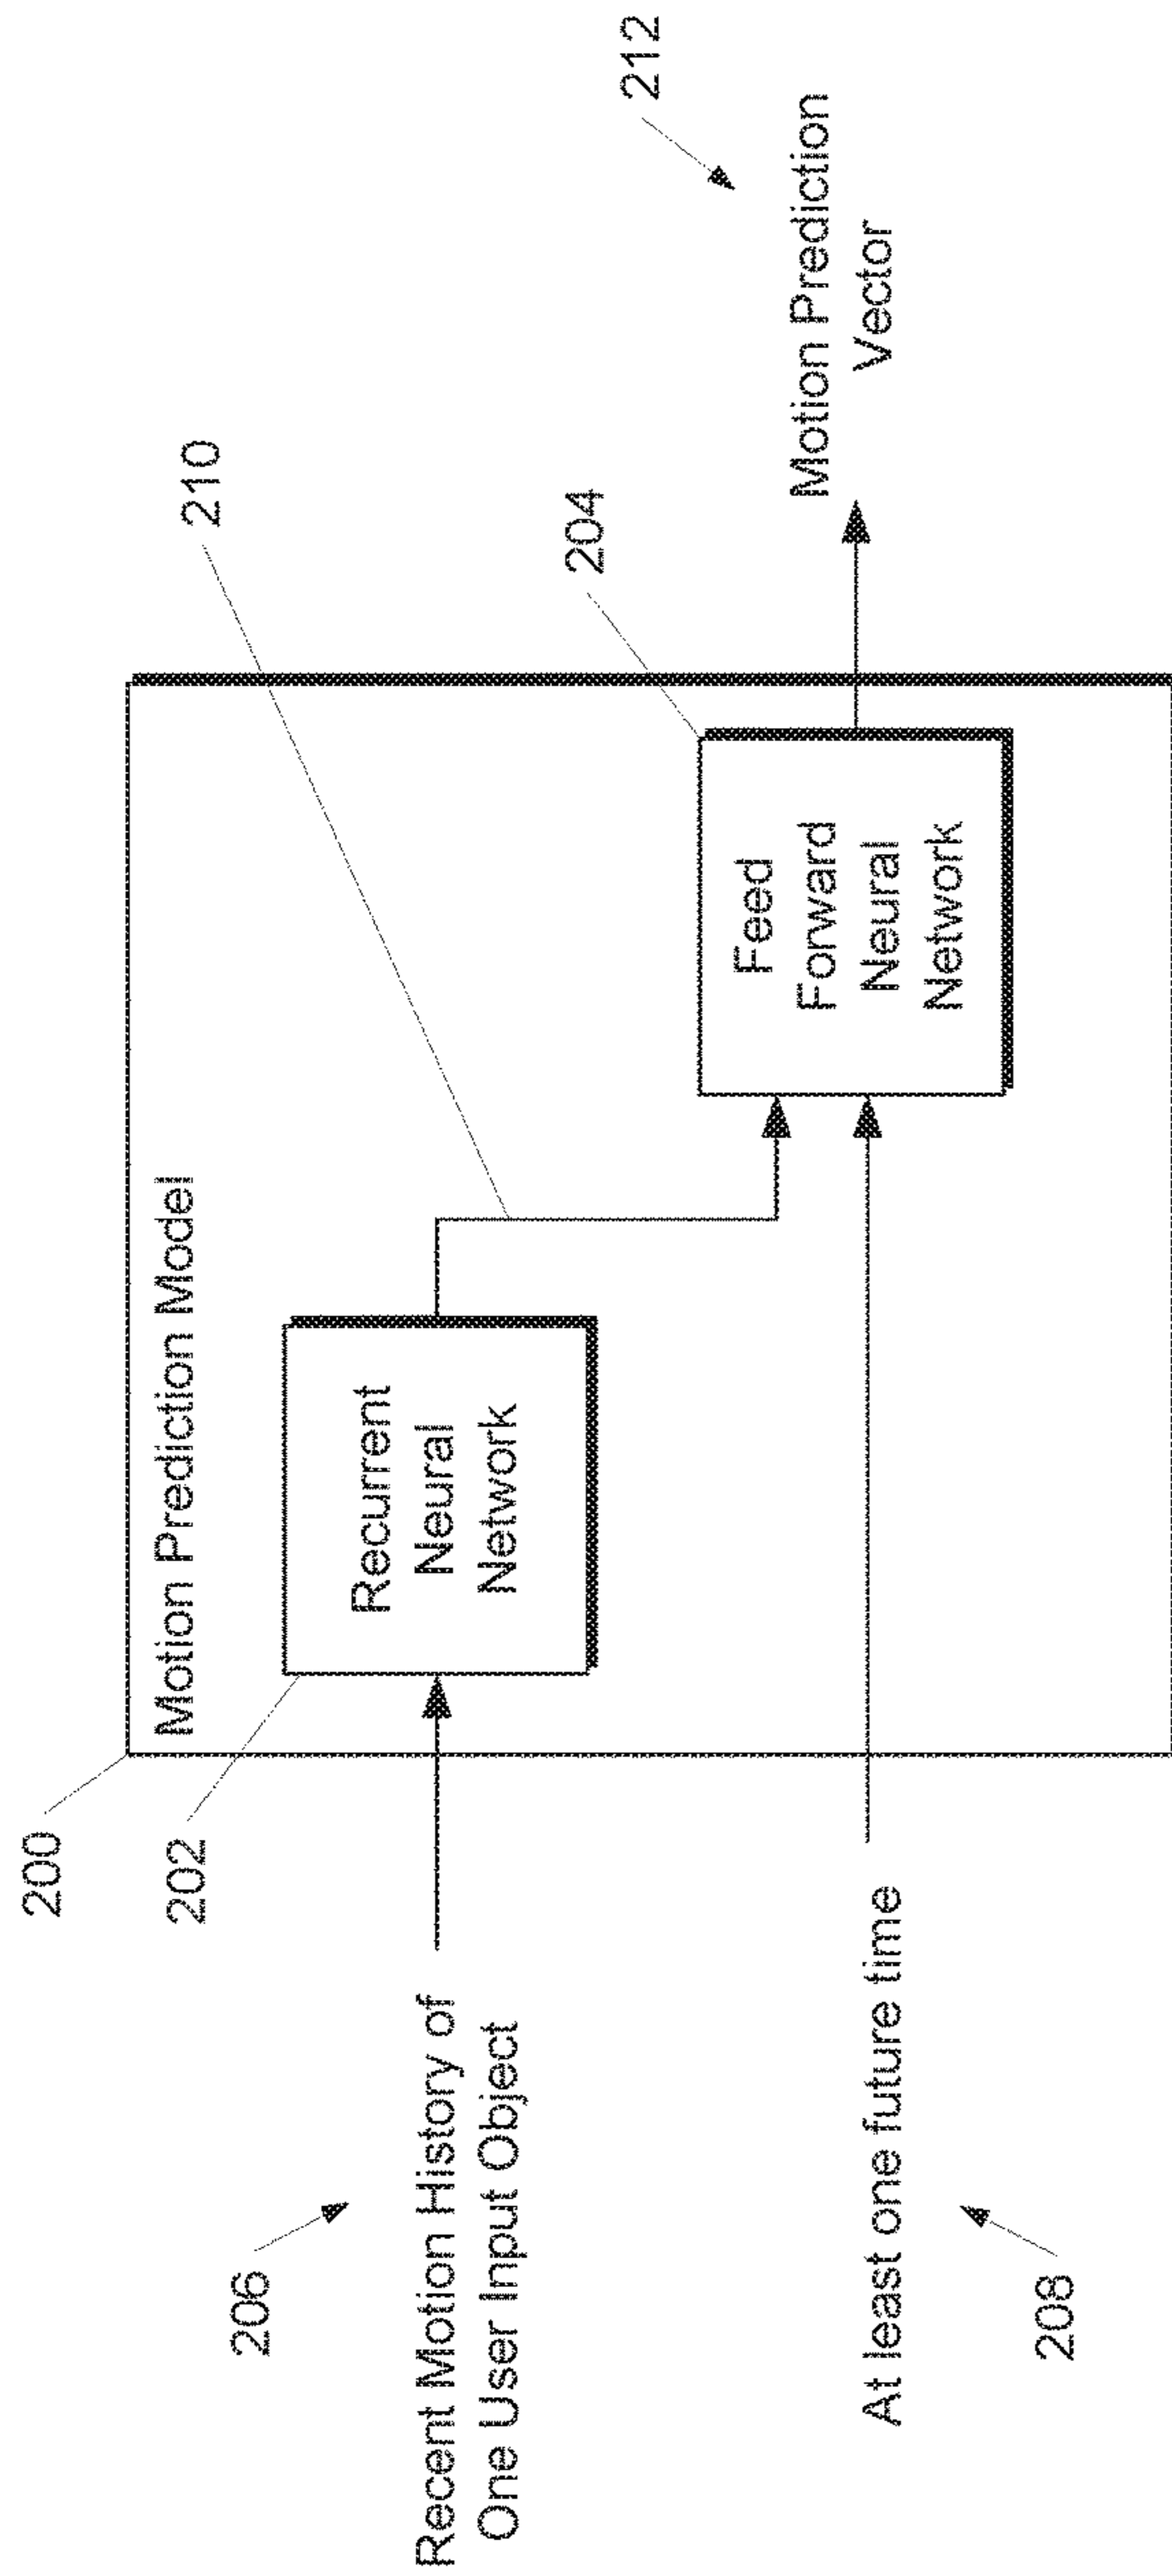 200
Motion Prediction Model
202
210
206
Recent Motion History of
One User Input Object
Recurrent
Neural
Network
204
212
208
At least one future time
Feed
Forward
Neural
Network
Motion Prediction
Vector